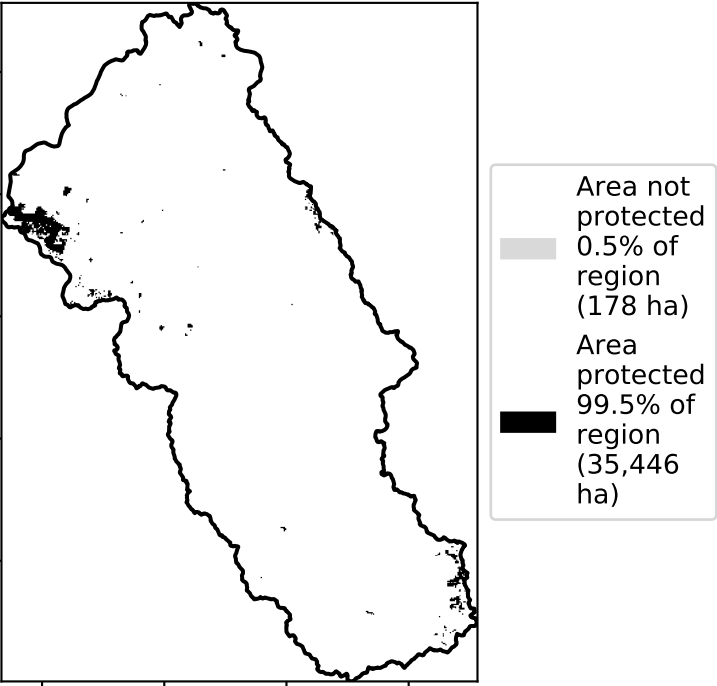 Area not
protected
0.5% of
region
(178 ha)
Area
protected
99.5% of
region
(35,446
ha)